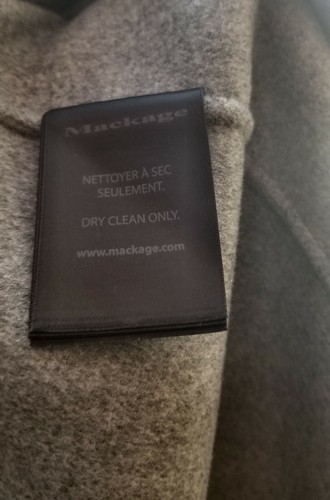 Mackage
NETTOYER À SEC
SEULEMENT.
DRY CLEAN ONLY.
www.mackage.com